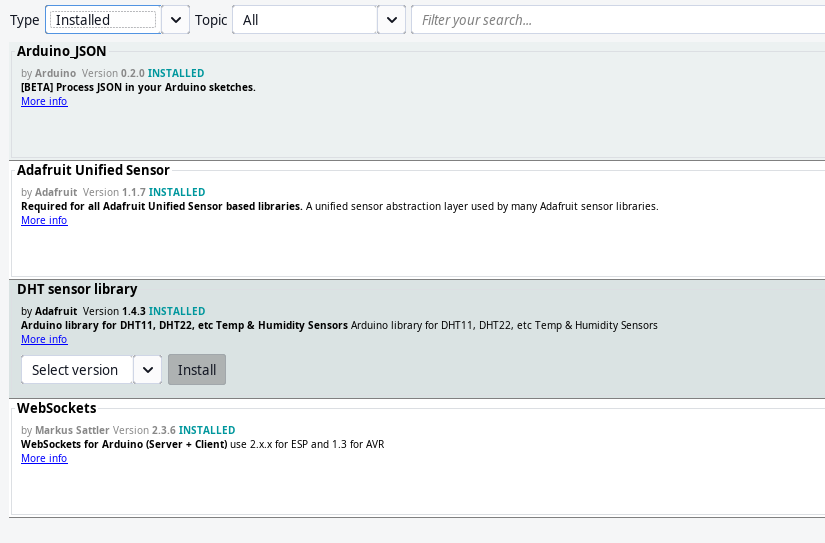 Type Installed Topic All Filter your search...
Arduino_JSON
by Arduino Version 0.2.0 INSTALLED
[BETA] Process JSON in your Arduino sketches.
More info
Adafruit Unified Sensor
by Adafruit Version 1.1.7 INSTALLED
Required for all Adafruit Unified Sensor based libraries. A unified sensor abstraction layer used by many Adafruit sensor libraries.
More info
DHT sensor library
by Adafruit Version 1.4.3 INSTALLED
Arduino library for DHT11, DHT22, etc Temp & Humidity Sensors Arduino library for DHT11, DHT22, etc Temp & Humidity Sensors
More info
Select version Install
WebSockets
by Markus Sattler Version 2.3.6 INSTALLED
WebSockets for Arduino (Server + Client) use 2.x.x for ESP and 1.3 for AVR
More info